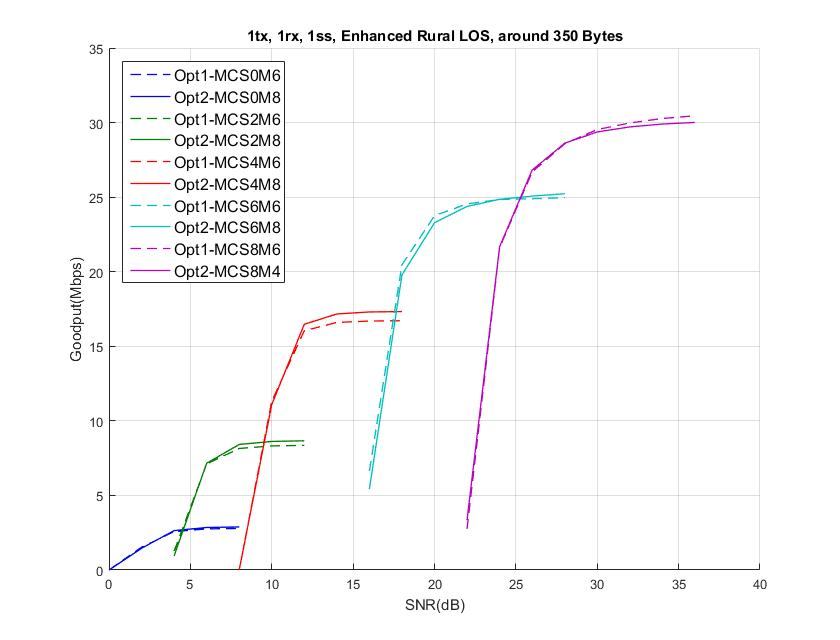 1tx, 1rx, 1ss, Enhanced Rural LOS, around 350 Bytes
35
30
25
20
15
10
5
0
Goodput(Mbps)
Opt1-MCS0M6
Opt2-MCS0M8
Opt1-MCS2M6
Opt2-MCS2M8
Opt1-MCS4M6
Opt2-MCS4M8
Opt1-MCS6M6
Opt2-MCS6M8
Opt1-MCS8M6
Opt2-MCS8M4
0 5 10 15 20 25 30 35 40
SNR(dB)